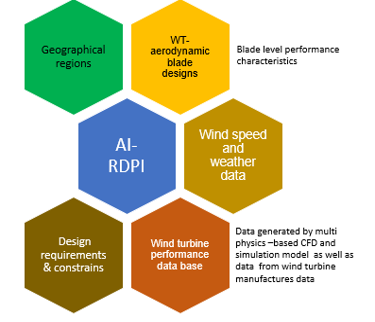 Geographical
regions
WT-
aerodynamic
blade
designs
Blade level performance
characteristics
AI-
RDPI
Wind speed
and
weather
data
Design
requirements
& constrains
Wind turbine
performance
data base
Data generated by multi
physics –based CFD and
simulation model as well as
data from wind turbine
manufactures data